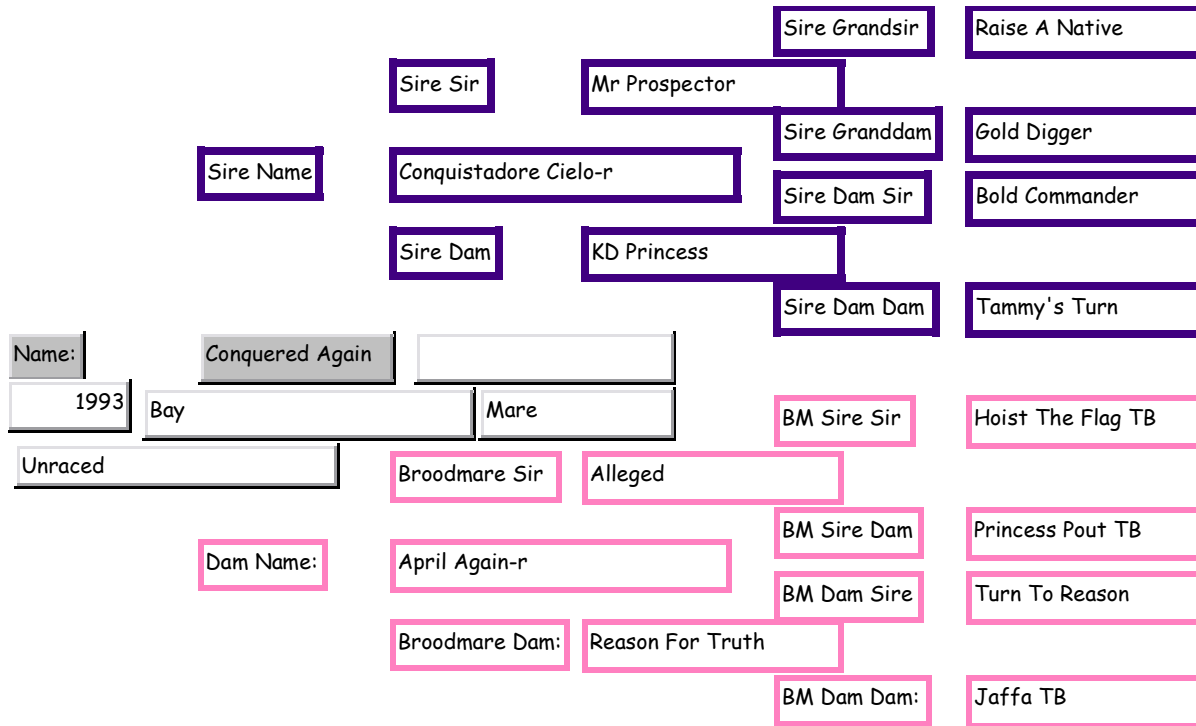 Sire Grandsir Raise A Native
Sire Sir Mr Prospector
Sire Granddam Gold Digger
Sire Name Conquistadore Cielo-r
Sire Dam Sir Bold Commander
Sire Dam KD Princess
Sire Dam Dam Tammy's Turn
Name: Conquered Again
1993 Bay Mare
BM Sire Sir Hoist The Flag TB
Unraced
Broodmare Sir Alleged
BM Sire Dam Princess Pout TB
Dam Name: April Again-r
BM Dam Sire Turn To Reason
Broodmare Dam: Reason For Truth
BM Dam Dam: Jaffa TB